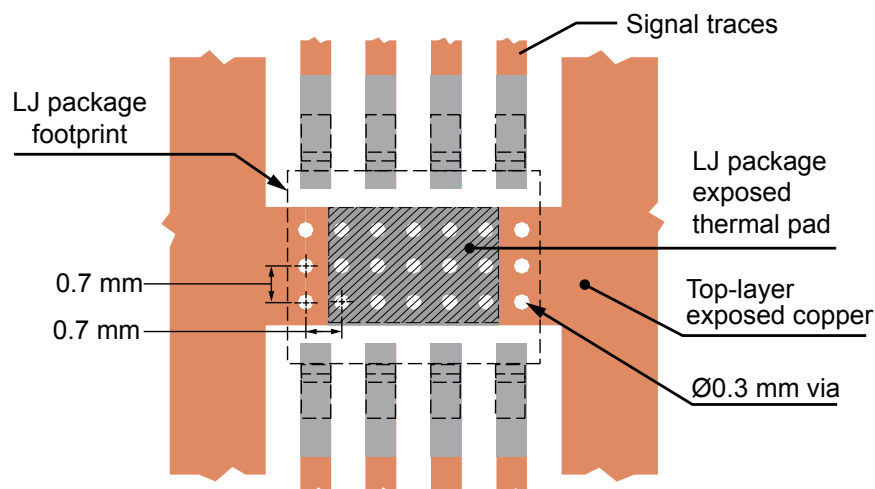 Signal traces
LJ package
footprint
LJ package
exposed
thermal pad
0.7 mm
Top-layer
exposed copper
0.7 mm
Ø0.3 mm via